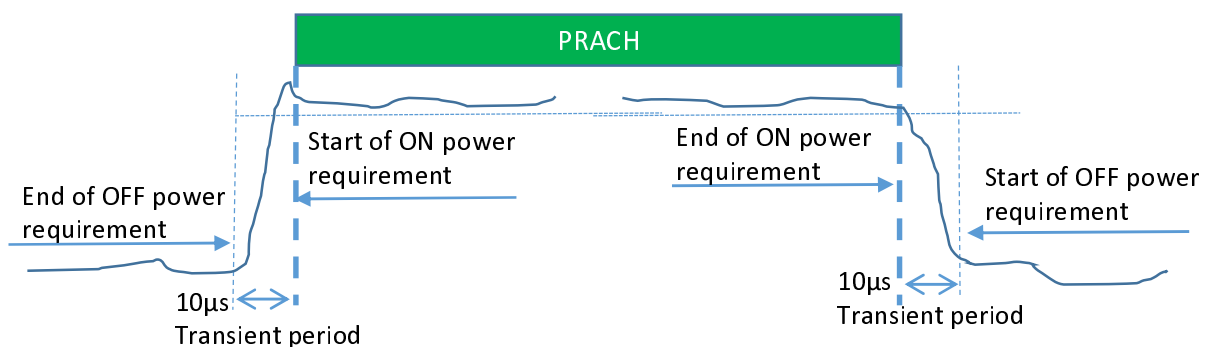 PRACH
Start of ON power
requirement
End of ON power
requirement
End of OFF power
requirement
Start of OFF power
requirement
10µs
Transient period
10µs
Transient period